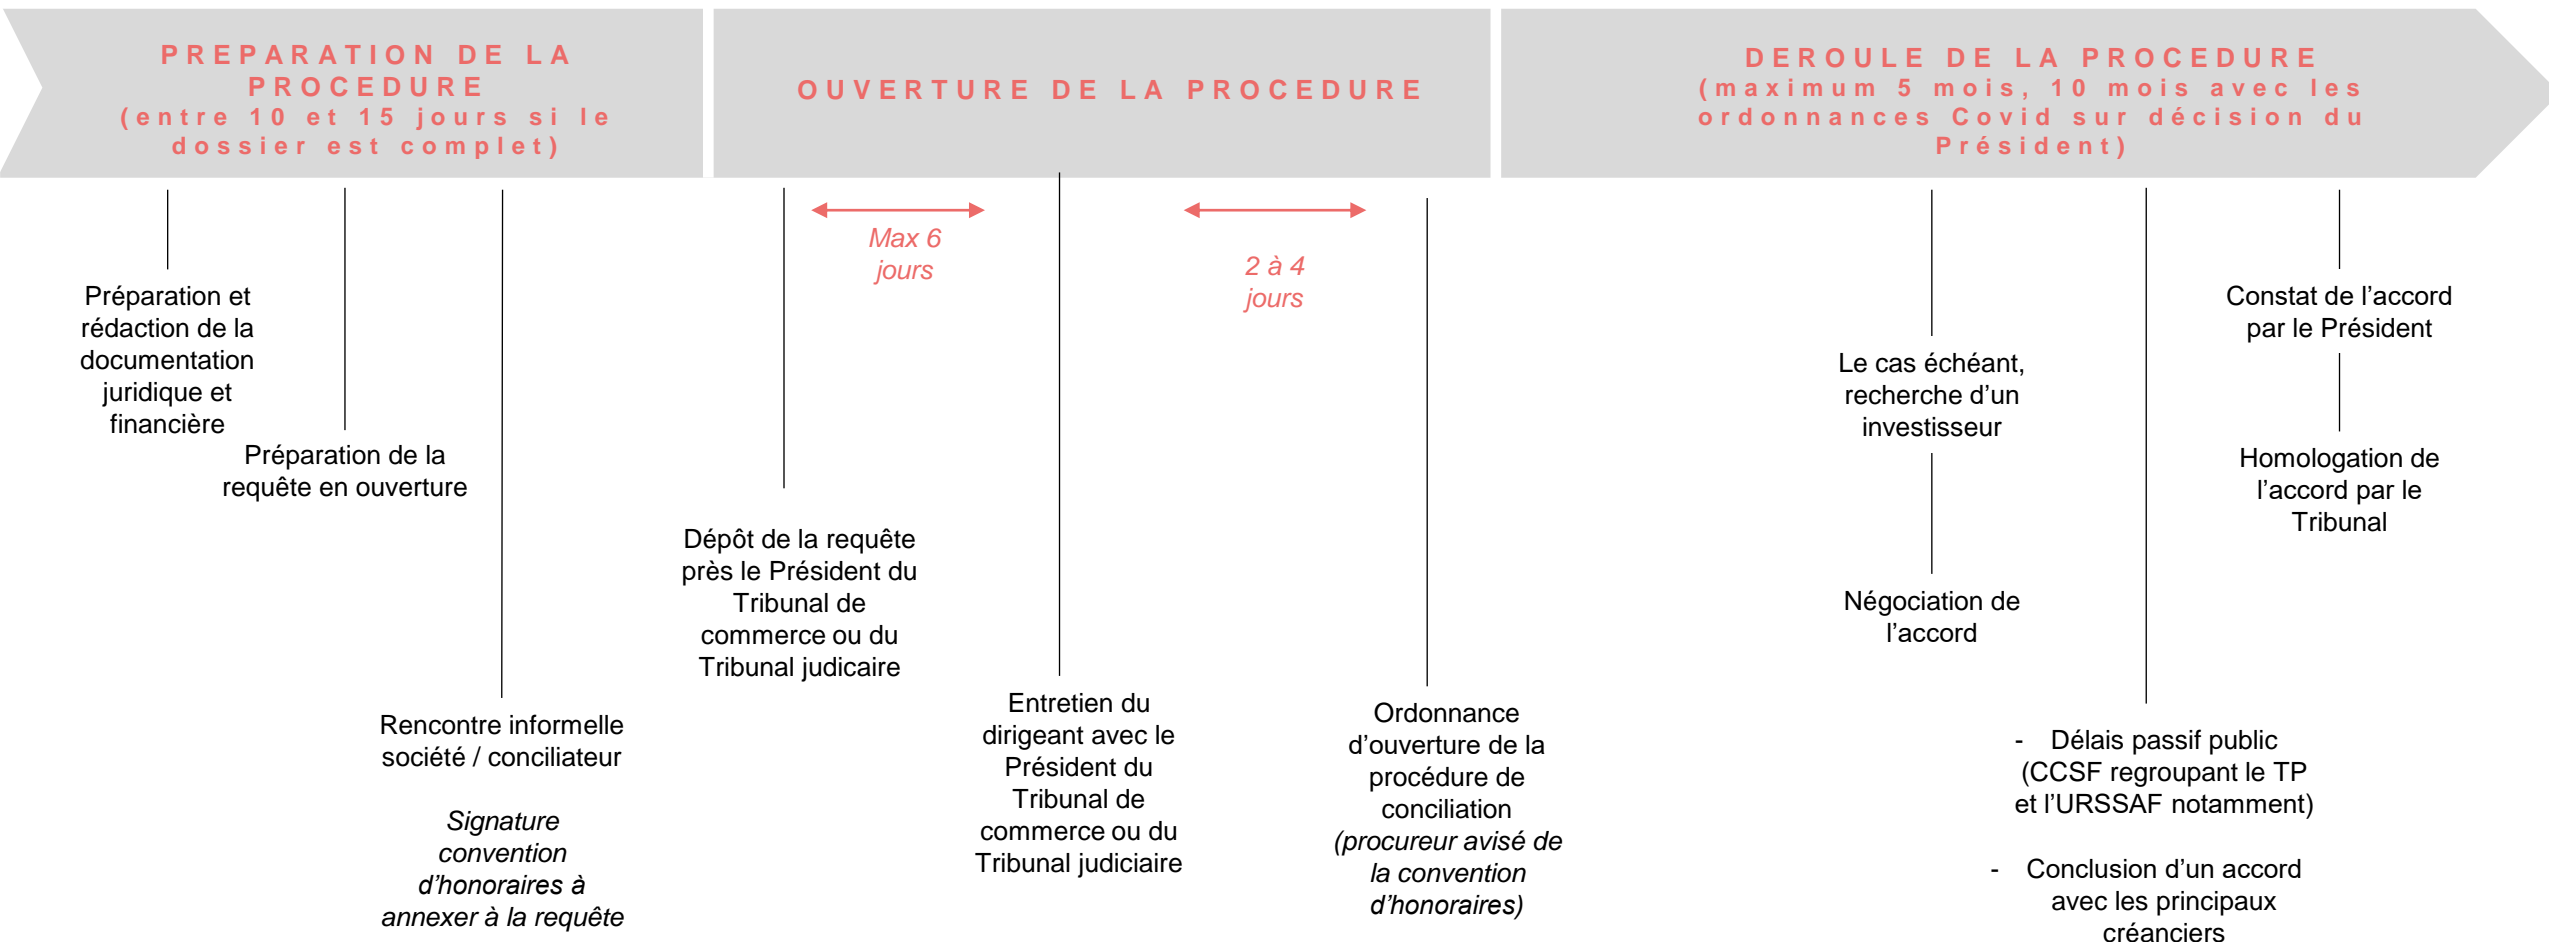 PREPARATION DE LA
PROCEDURE
(entre 10 et 15 jours si le
dossier est complet)
OUVERTURE DE LA PROCEDURE
DEROULE DE LA PROCEDURE
(maximum 5 mois, 10 mois avec les
ordonnances Covid sur décision du
Président)
Préparation et
rédaction de la
documentation
juridique et
financière
Préparation de la
requête en ouverture
Rencontre informelle
société / conciliateur
Signature
convention
d’honoraires à
annexer à la requête
Dépôt de la requête
près le Président du
Tribunal de
commerce ou du
Tribunal judicaire
Max 6
jours
Entretien du
dirigeant avec le
Président du
Tribunal de
commerce ou du
Tribunal judiciaire
2 à 4
jours
Ordonnance
d’ouverture de la
procédure de
conciliation
(procureur avisé de
la convention
d’honoraires)
Le cas échéant,
recherche d’un
investisseur
Négociation de
l’accord
- Délais passif public
(CCSF regroupant le TP
et l’URSSAF notamment)
- Conclusion d’un accord
avec les principaux
créanciers
Constat de l’accord
par le Président
Homologation de
l’accord par le
Tribunal